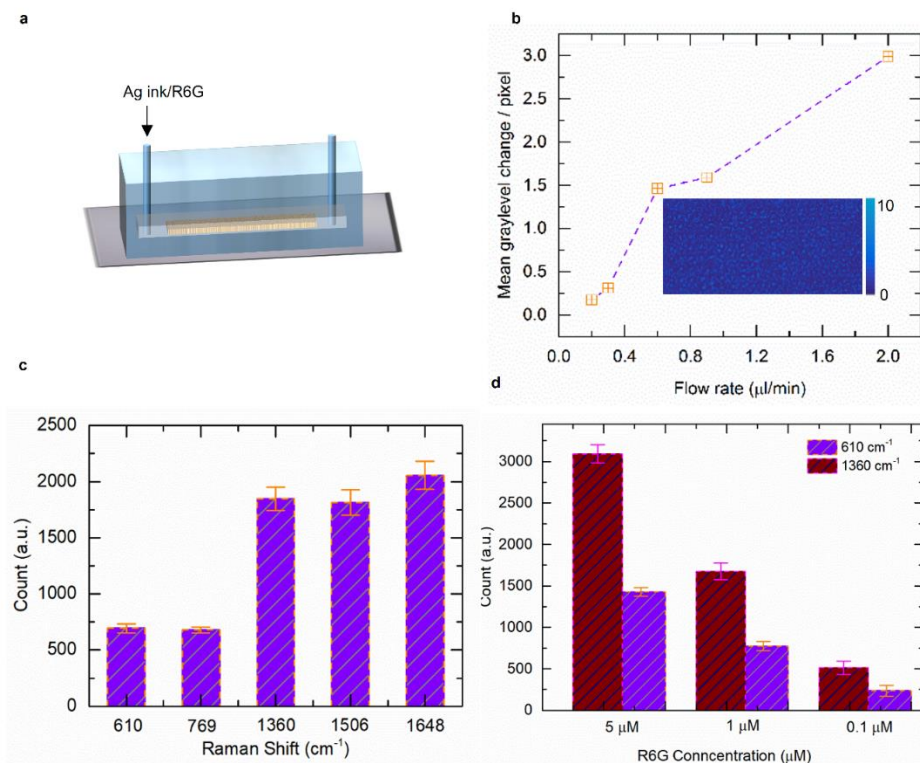 a
Ag ink/R6G
b
Mean graylevel change / pixel
3.0
2.5
2.0
1.5
1.0
0.5
0.0
10
0
0.0 0.4 0.8 1.2 1.6 2.0
Flow rate (μl/min)
c
Count (a.u.)
2500
2000
1750
1500
1250
1000
750
500
250
0
610 769 1360 1506 1648
Raman Shift (cm⁻¹)
d
610 cm⁻¹
1360 cm⁻¹
Count (a.u.)
3000
2500
2000
1500
1000
500
0
5 μM 1 μM 0.1 μM
R6G Conncentration (μM)